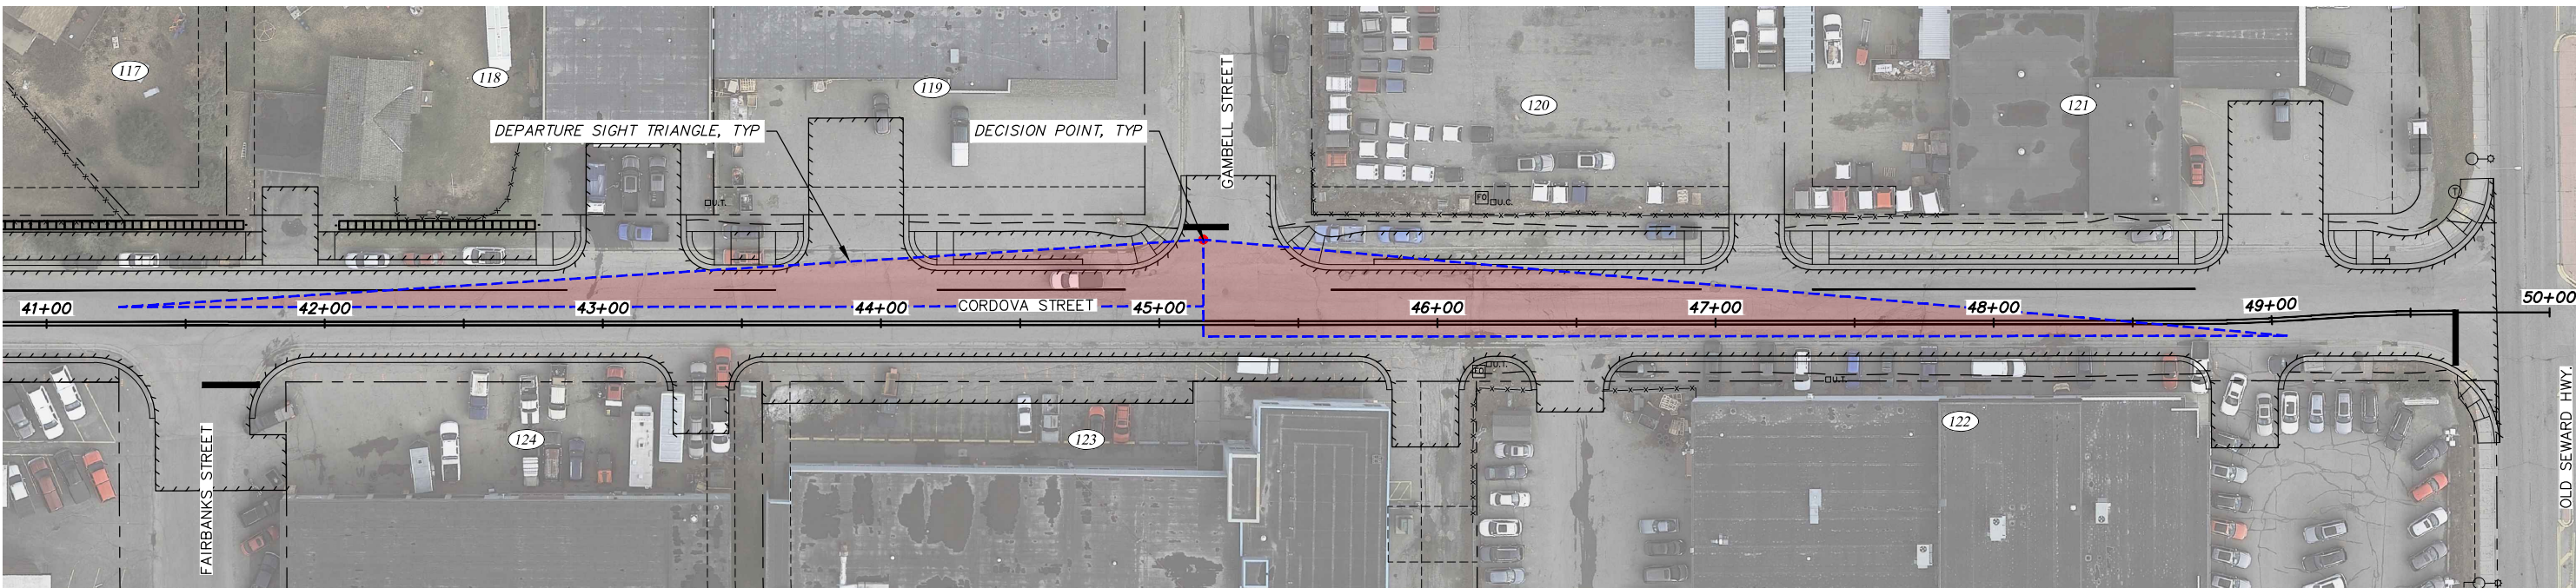 117
118
119
120
121
DEPARTURE SIGHT TRIANGLE, TYP
DECISION POINT, TYP
GAMBELL STREET
U.T.
FO
U.C.
T
41+00
42+00
43+00
44+00
CORDOVA STREET
45+00
46+00
47+00
48+00
49+00
50+00
U.T.
U.T.
FAIRBANKS STREET
124
123
122
OLD SEWARD HWY.